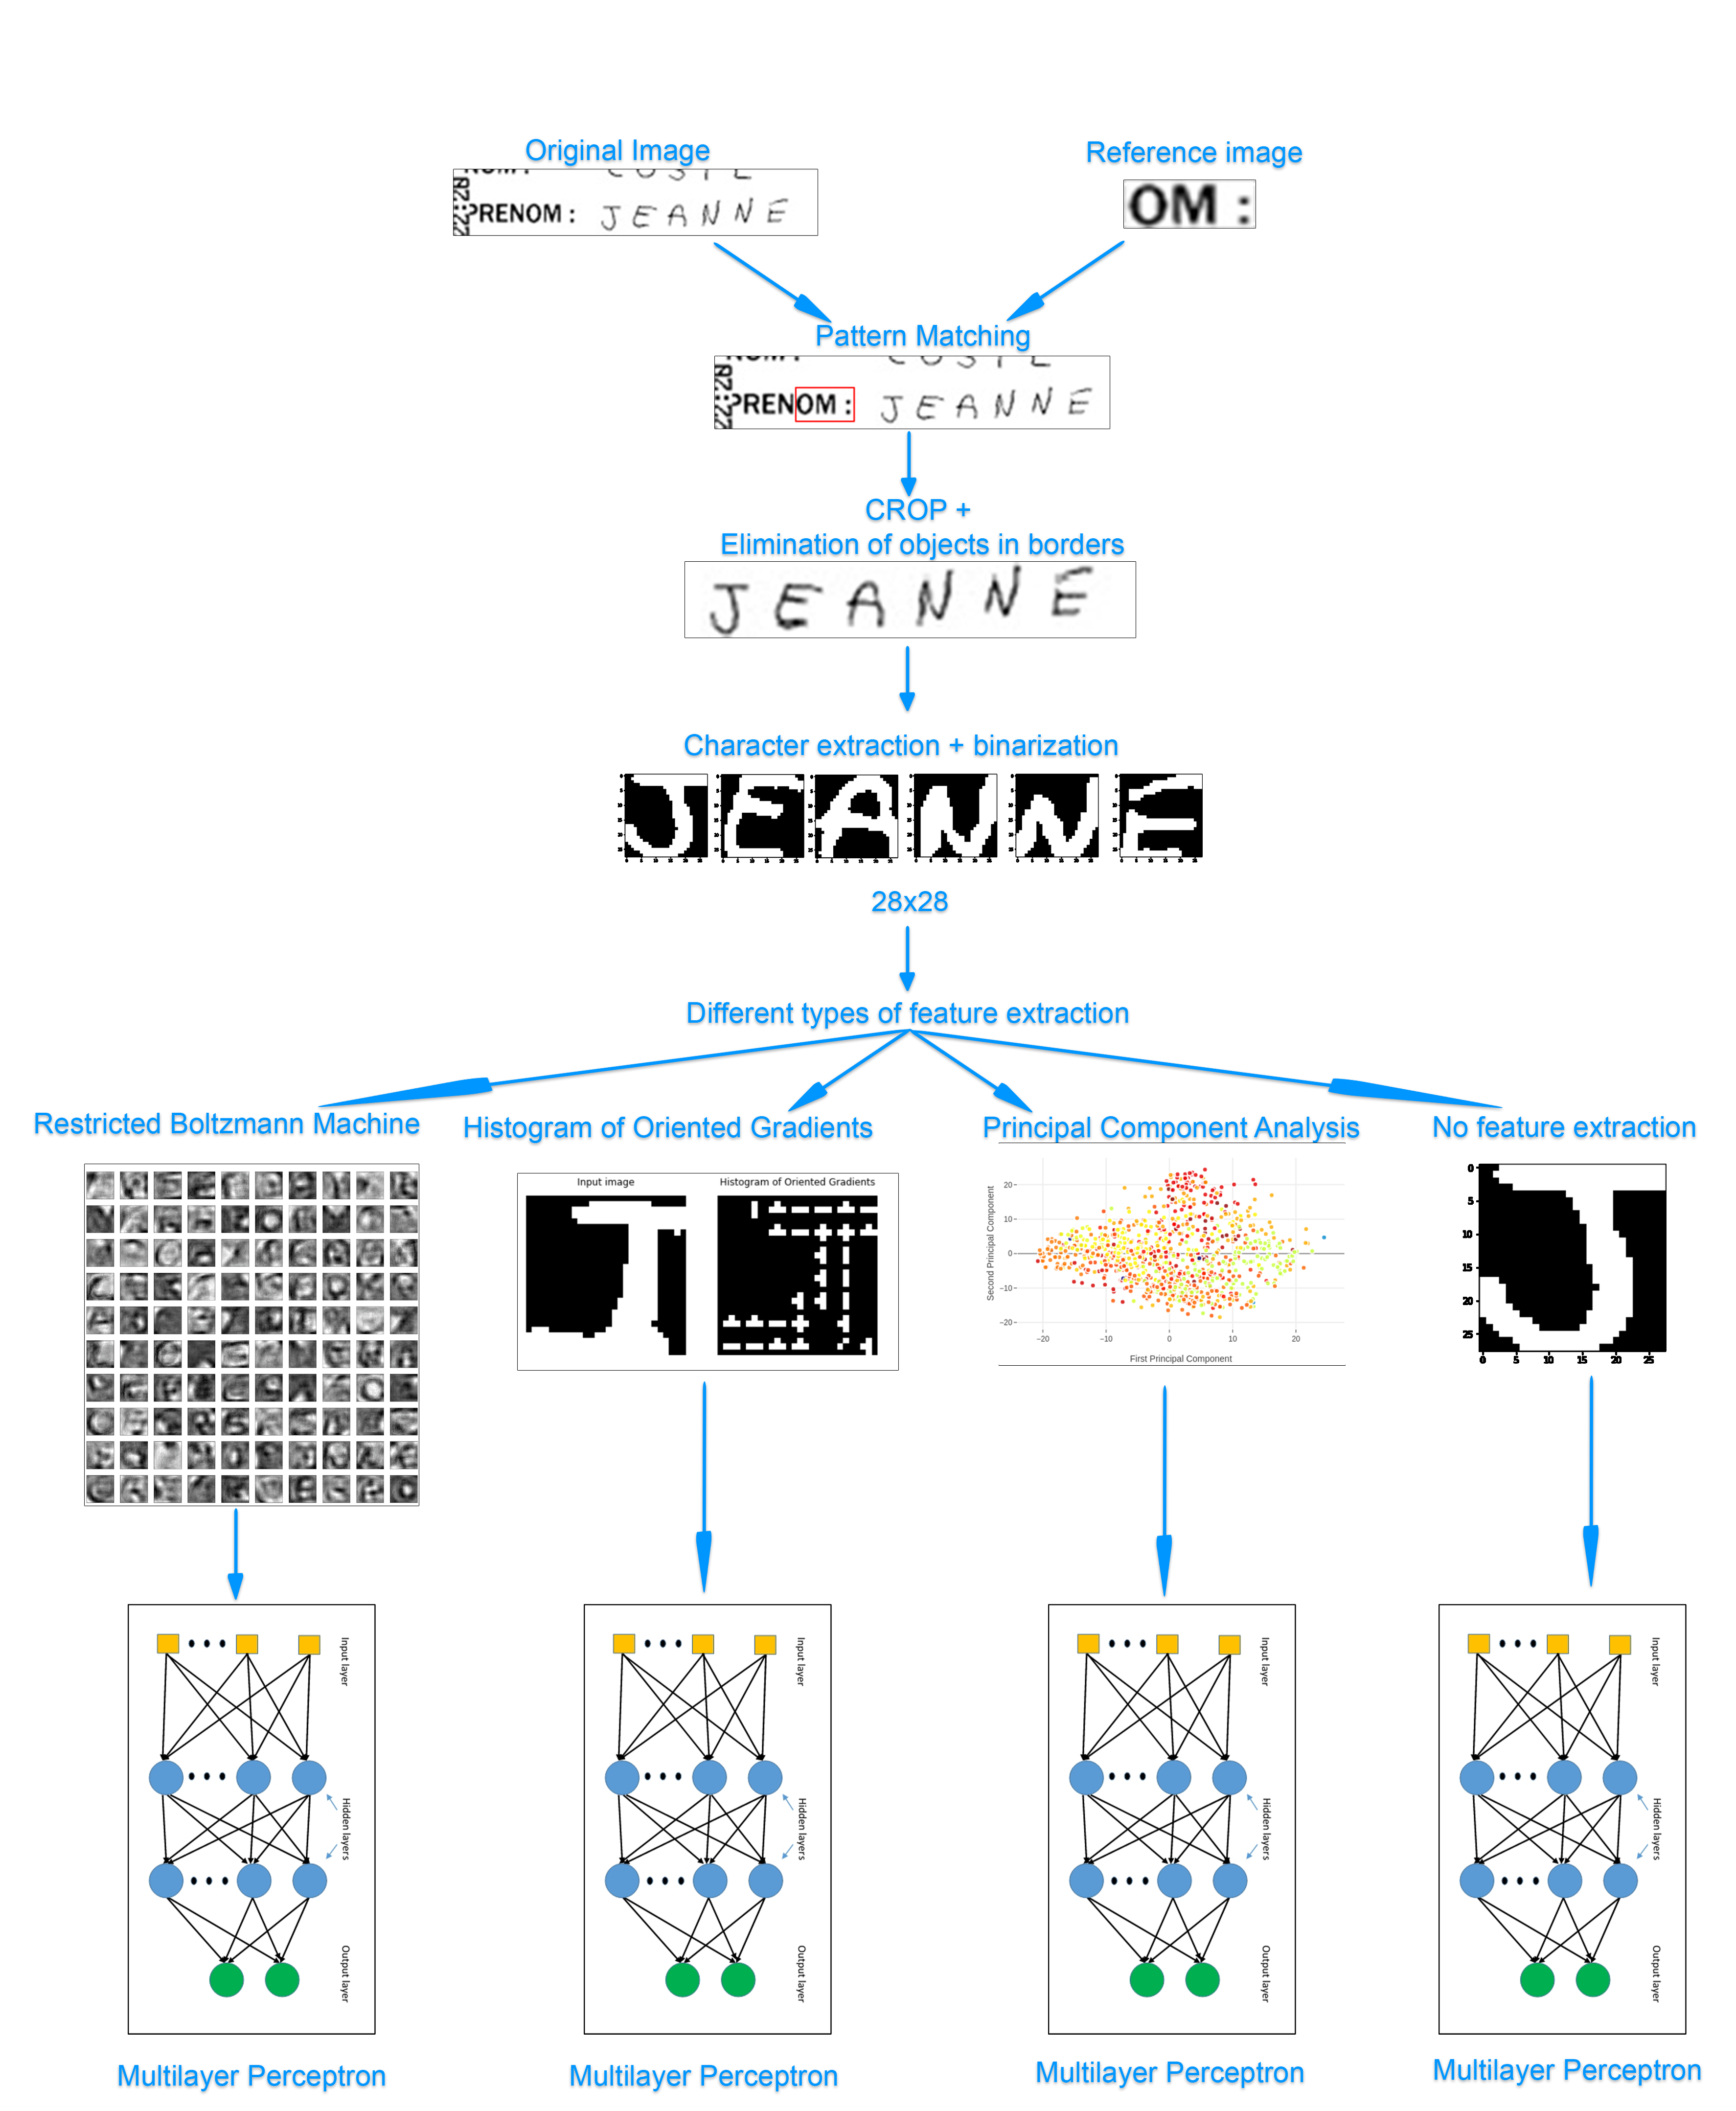 Original Image
Reference image
PRENOM : JEANNE
OM :
Pattern Matching
PRENOM : JEANNE
CROP +
Elimination of objects in borders
JEANNE
Character extraction + binarization
J E A N N E
28x28
Different types of feature extraction
Restricted Boltzmann Machine
Histogram of Oriented Gradients
Principal Component Analysis
No feature extraction
Input image
Histogram of Oriented Gradients
Second Principal Component
20
10
0
−10
−20
−20 −10 0 10 20
First Principal Component
0
5
10
15
20
25
0 5 10 15 20 25
Input layer
Hidden layers
Output layer
Multilayer Perceptron
Input layer
Hidden layers
Output layer
Multilayer Perceptron
Input layer
Hidden layers
Output layer
Multilayer Perceptron
Input layer
Hidden layers
Output layer
Multilayer Perceptron